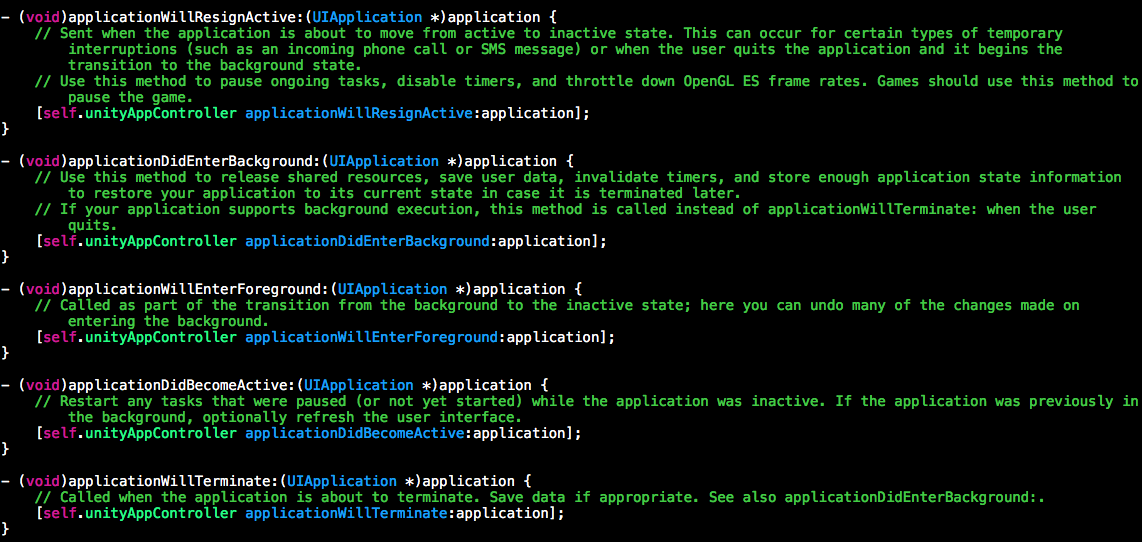 - (void)applicationWillResignActive:(UIApplication *)application {
// Sent when the application is about to move from active to inactive state. This can occur for certain types of temporary
interruptions (such as an incoming phone call or SMS message) or when the user quits the application and it begins the
transition to the background state.
// Use this method to pause ongoing tasks, disable timers, and throttle down OpenGL ES frame rates. Games should use this method to
pause the game.
[self.unityAppController applicationWillResignActive:application];
}
- (void)applicationDidEnterBackground:(UIApplication *)application {
// Use this method to release shared resources, save user data, invalidate timers, and store enough application state information
to restore your application to its current state in case it is terminated later.
// If your application supports background execution, this method is called instead of applicationWillTerminate: when the user
quits.
[self.unityAppController applicationDidEnterBackground:application];
}
- (void)applicationWillEnterForeground:(UIApplication *)application {
// Called as part of the transition from the background to the inactive state; here you can undo many of the changes made on
entering the background.
[self.unityAppController applicationWillEnterForeground:application];
}
- (void)applicationDidBecomeActive:(UIApplication *)application {
// Restart any tasks that were paused (or not yet started) while the application was inactive. If the application was previously in
the background, optionally refresh the user interface.
[self.unityAppController applicationDidBecomeActive:application];
}
- (void)applicationWillTerminate:(UIApplication *)application {
// Called when the application is about to terminate. Save data if appropriate. See also applicationDidEnterBackground:.
[self.unityAppController applicationWillTerminate:application];
}